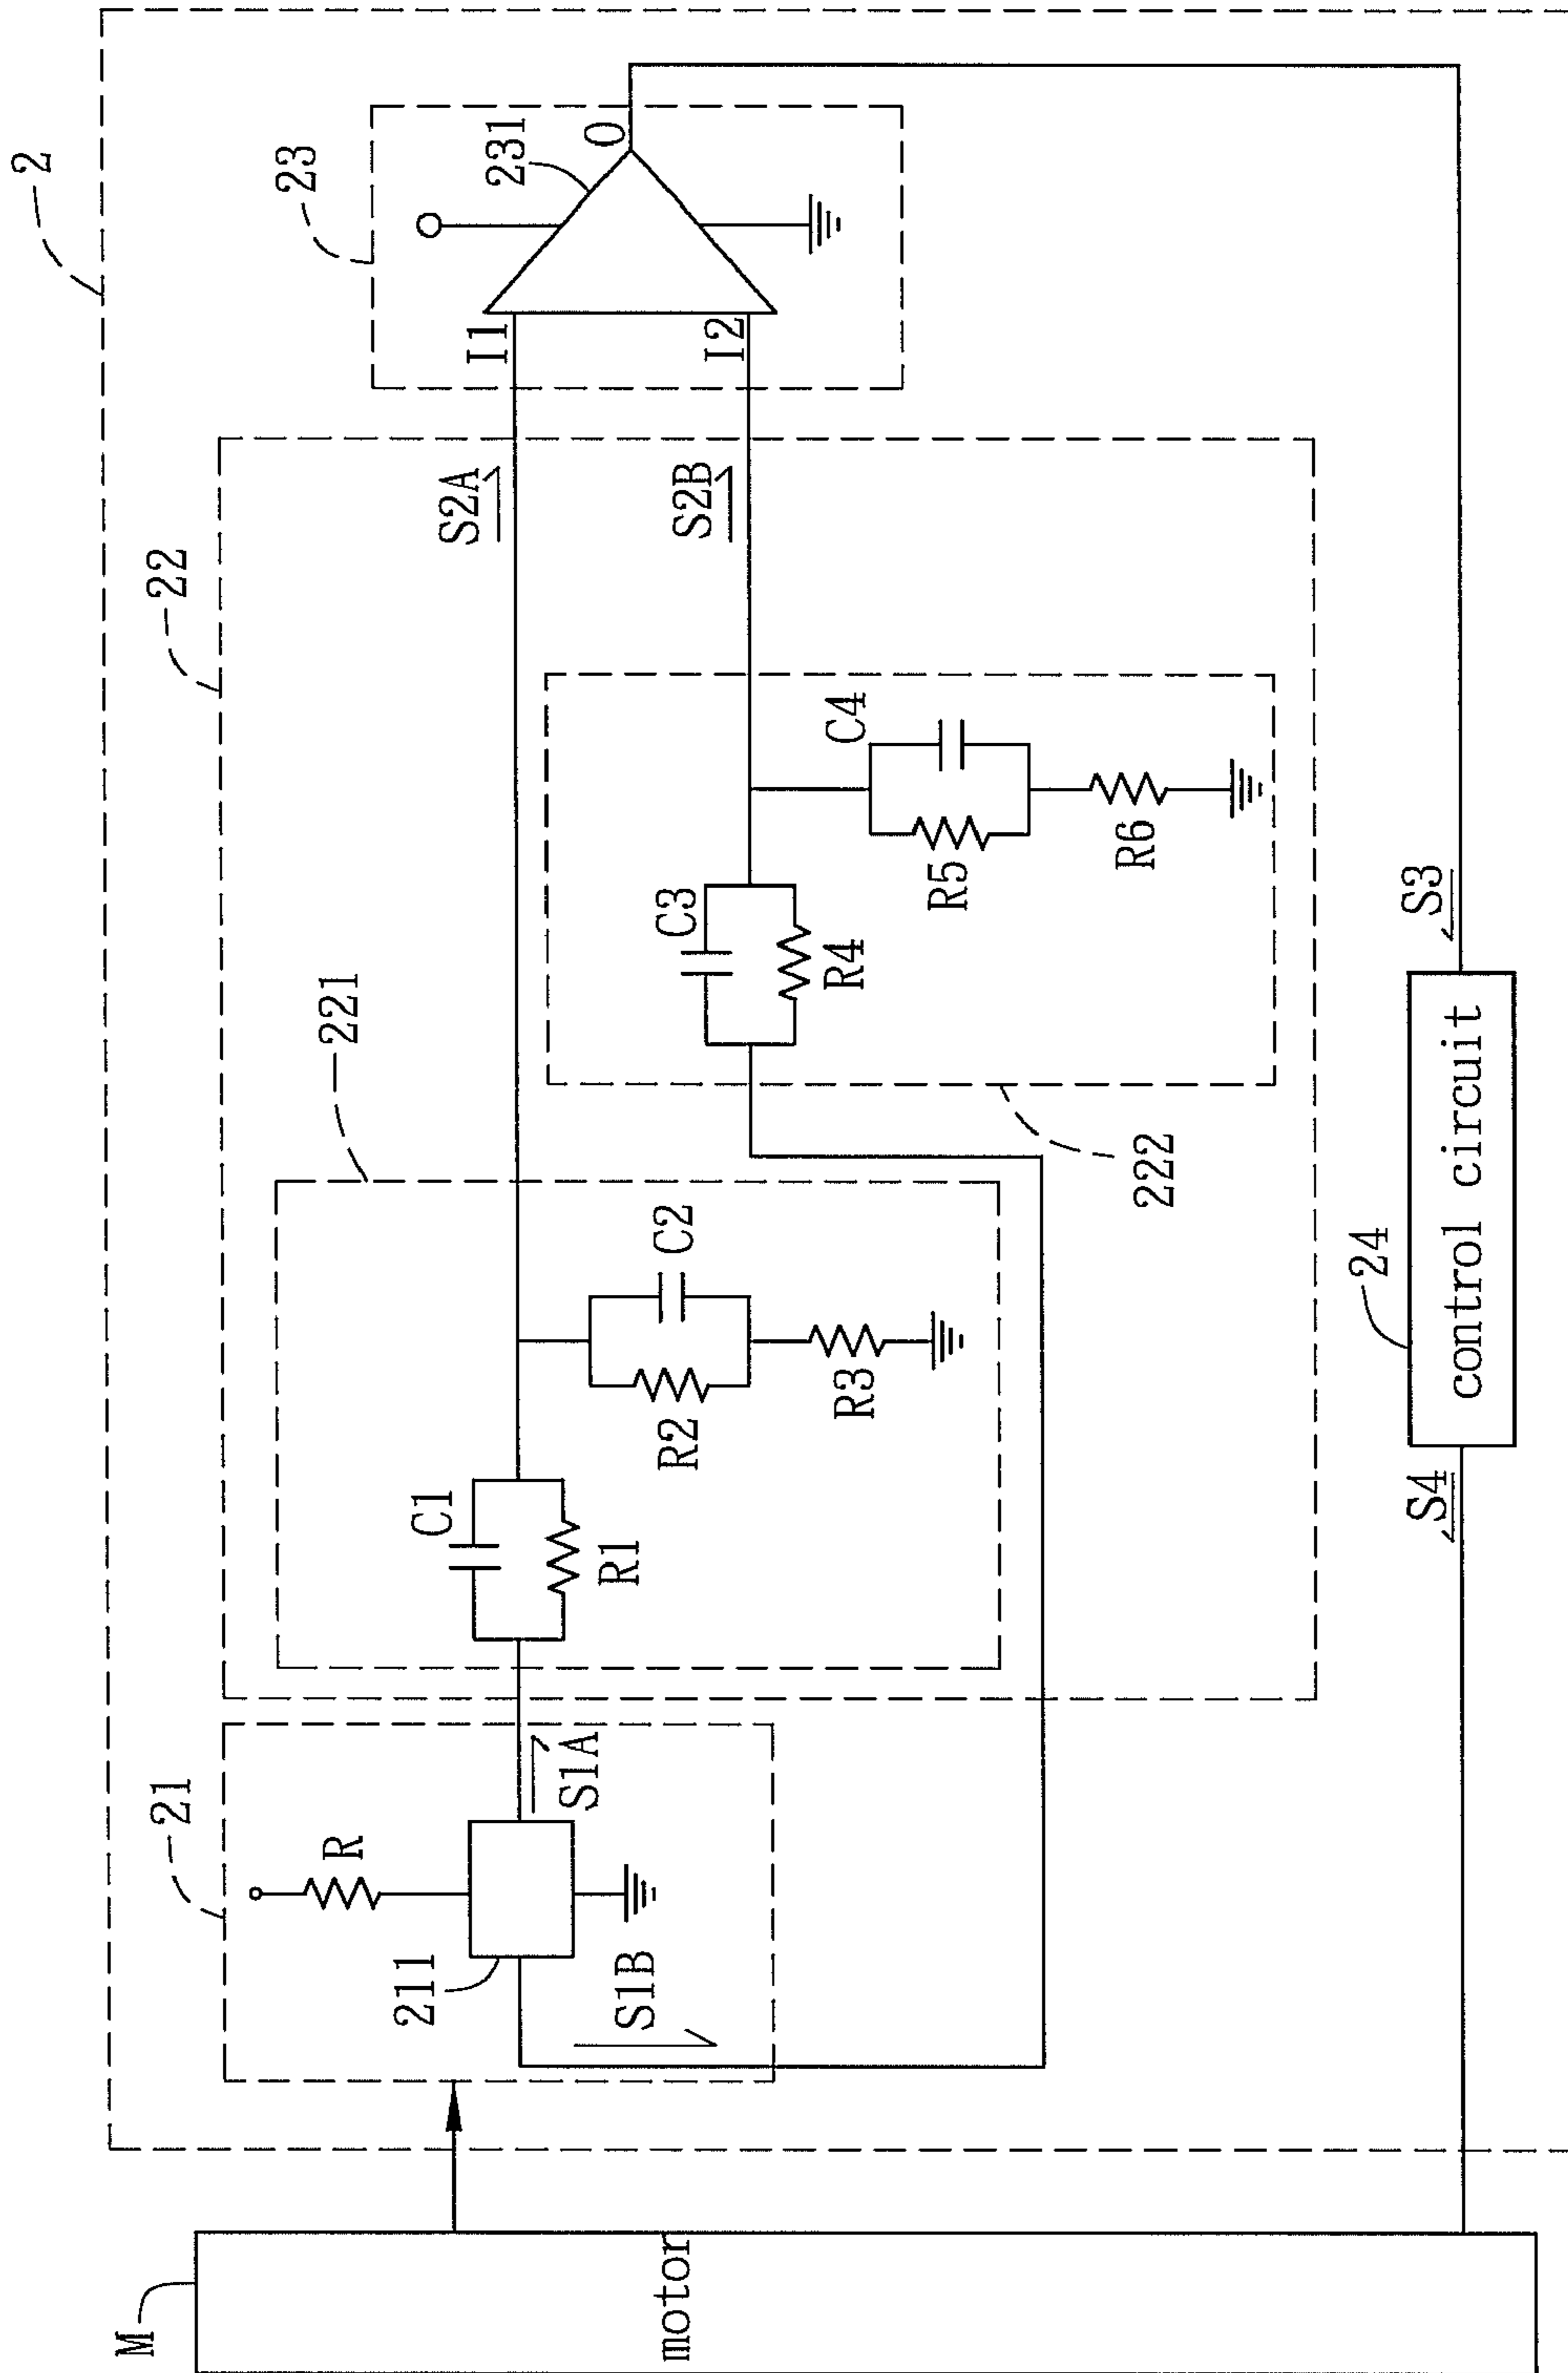 2
23
O
231
I1
I2
22
S2A
S2B
C4
R5
R6
C3
R4
221
222
C2
R2
R3
C1
R1
21
R
S1A
211
S1B
S3
24
control circuit
S4
M
motor